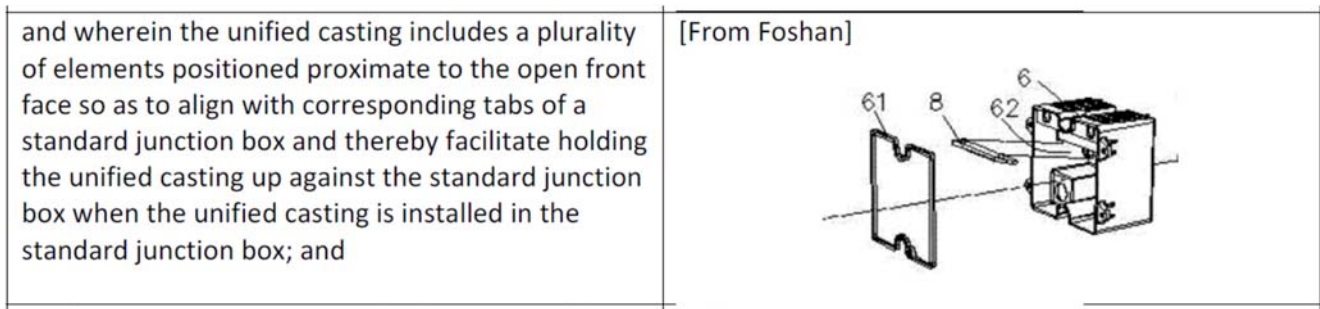 and wherein the unified casting includes a plurality
of elements positioned proximate to the open front
face so as to align with corresponding tabs of a
standard junction box and thereby facilitate holding
the unified casting up against the standard junction
box when the unified casting is installed in the
standard junction box; and
[From Foshan]
6
61
8
62